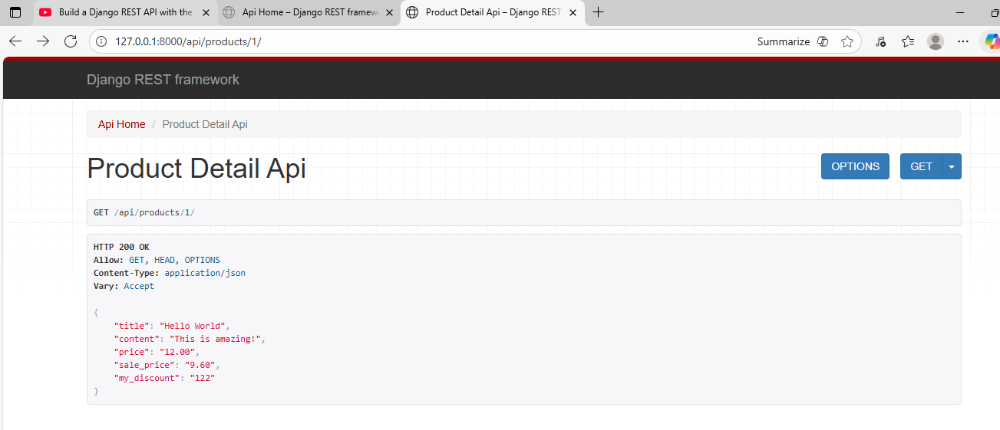 Build a Django REST API with the
Api Home – Django REST framew
Product Detail Api – Django REST
127.0.0.1:8000/api/products/1/
Summarize
Django REST framework
Api Home / Product Detail Api
Product Detail Api
OPTIONS
GET
GET /api/products/1/
HTTP 200 OK
Allow: GET, HEAD, OPTIONS
Content-Type: application/json
Vary: Accept
{
    "title": "Hello World",
    "content": "This is amazing!",
    "price": "12.00",
    "sale_price": "9.60",
    "my_discount": "122"
}